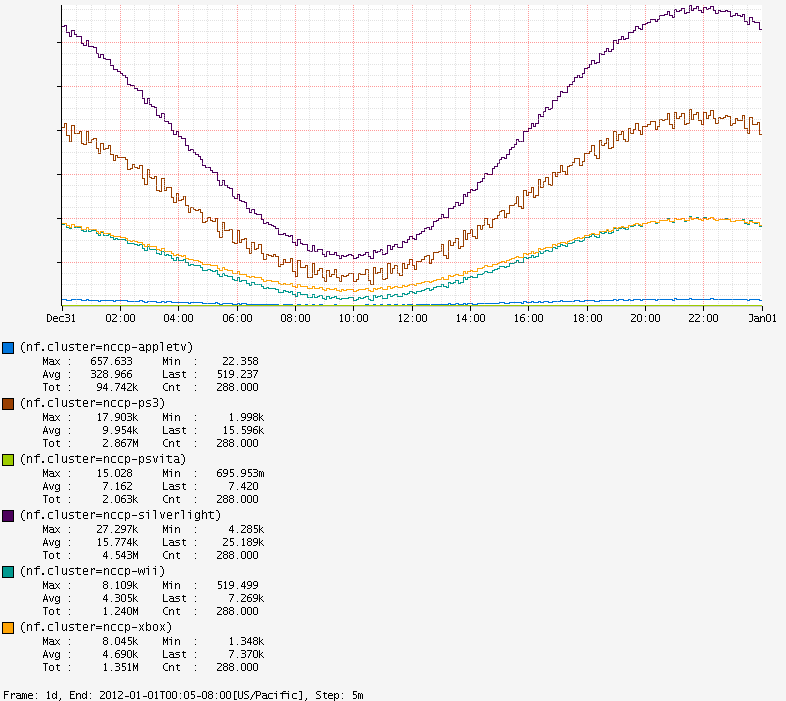 Dec31 02:00 04:00 06:00 08:00 10:00 12:00 14:00 16:00 18:00 20:00 22:00 Jan01
(nf.cluster=nccp-appletv)
Max : 657.633 Min : 22.358
Avg : 328.966 Last : 519.237
Tot : 94.742k Cnt : 288.000
(nf.cluster=nccp-ps3)
Max : 17.903k Min : 1.998k
Avg : 9.954k Last : 15.596k
Tot : 2.867M Cnt : 288.000
(nf.cluster=nccp-psvita)
Max : 15.028 Min : 695.953m
Avg : 7.162 Last : 7.420
Tot : 2.063k Cnt : 288.000
(nf.cluster=nccp-silverlight)
Max : 27.297k Min : 4.285k
Avg : 15.774k Last : 25.189k
Tot : 4.543M Cnt : 288.000
(nf.cluster=nccp-wii)
Max : 8.109k Min : 519.499
Avg : 4.305k Last : 7.269k
Tot : 1.240M Cnt : 288.000
(nf.cluster=nccp-xbox)
Max : 8.045k Min : 1.348k
Avg : 4.690k Last : 7.370k
Tot : 1.351M Cnt : 288.000
Frame: 1d, End: 2012-01-01T00:05-08:00[US/Pacific], Step: 5m